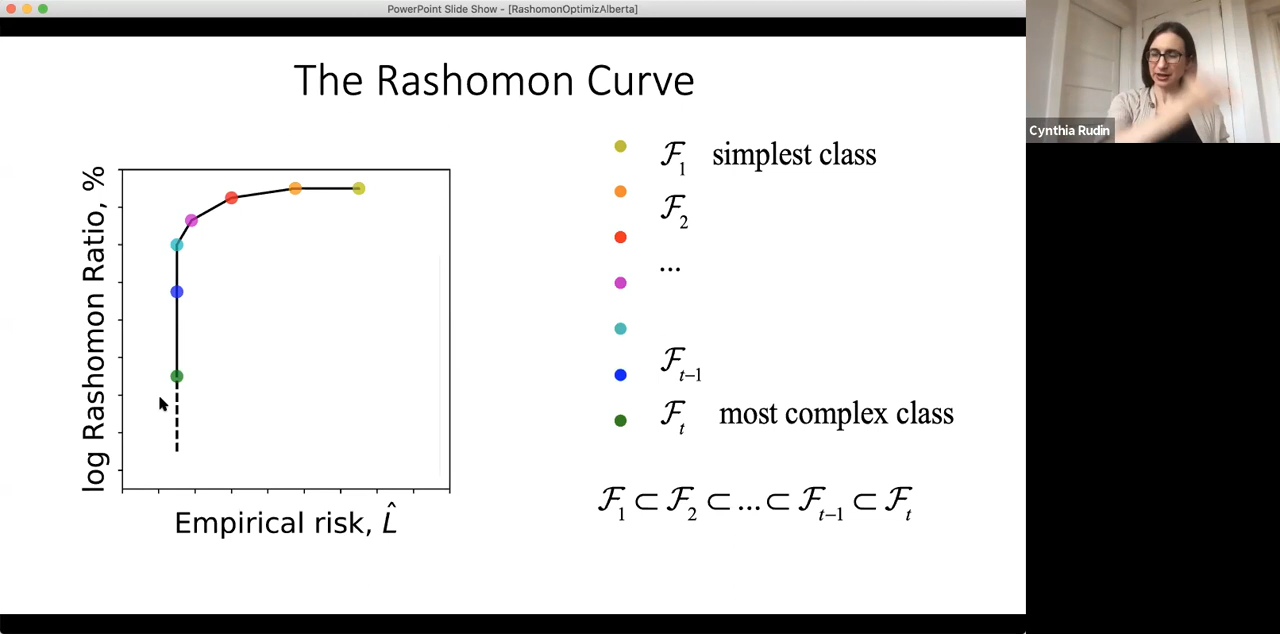 PowerPoint Slide Show - [RashomonOptimizAlberta]
The Rashomon Curve
log Rashomon Ratio, %
Empirical risk, L̂
ℱ₁ simplest class
ℱ₂
...
ℱₜ₋₁
ℱₜ most complex class
ℱ₁ ⊂ ℱ₂ ⊂ ... ⊂ ℱₜ₋₁ ⊂ ℱₜ
Cynthia Rudin